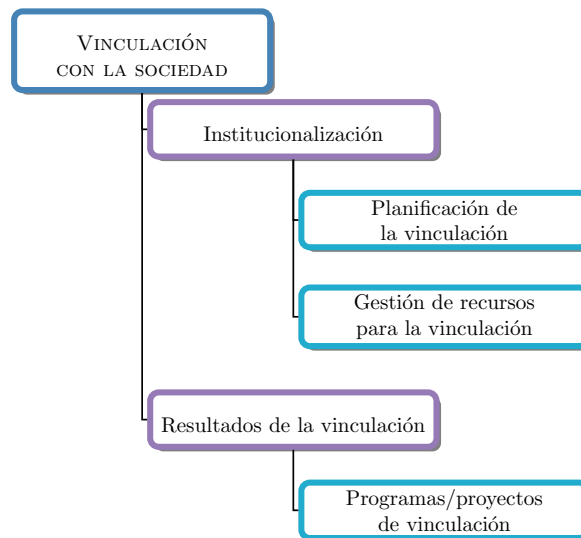 VINCULACIÓN
CON LA SOCIEDAD
Institucionalización
Planificación de
la vinculación
Gestión de recursos
para la vinculación
Resultados de la vinculación
Programas/proyectos
de vinculación